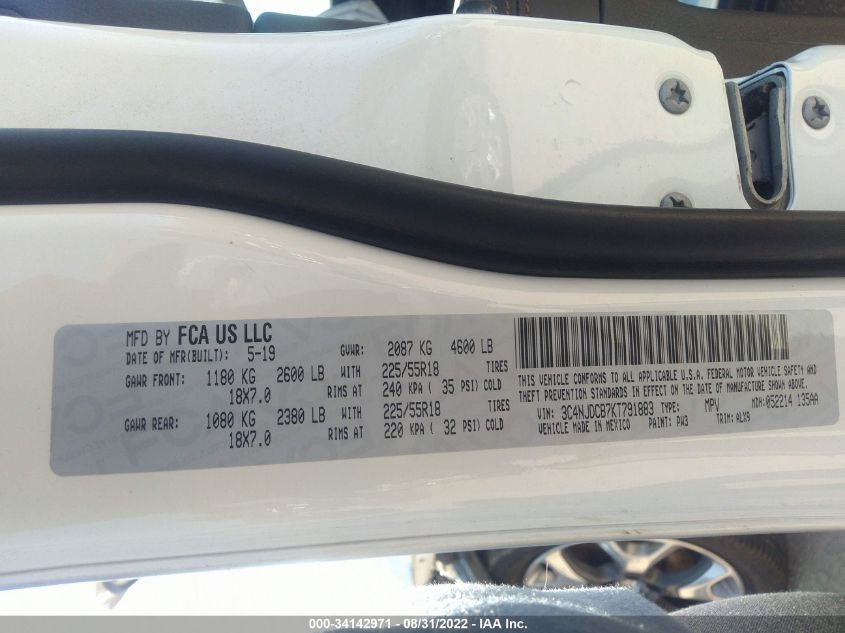 MFD BY FCA US LLC
DATE OF MFR(BUILT): 5-19 GVWR: 2087 KG 4600 LB
GAWR FRONT: 1180 KG 2600 LB WITH 225/55R18 TIRES
18X7.0 RIMS AT 240 KPA ( 35 PSI) COLD
GAWR REAR: 1080 KG 2380 LB WITH 225/55R18 TIRES
18X7.0 RIMS AT 220 KPA ( 32 PSI) COLD
THIS VEHICLE CONFORMS TO ALL APPLICABLE U.S.A. FEDERAL MOTOR VEHICLE SAFETY AND
THEFT PREVENTION STANDARDS IN EFFECT ON THE DATE OF MANUFACTURE SHOWN ABOVE.
VIN: 3C4NJDCB7KT791883 TYPE: MPV MDH: 052214 135AA
VEHICLE MADE IN MEXICO PAINT: PW3 TRIM: ALX9
000-34142971 - 08/31/2022 - IAA Inc.